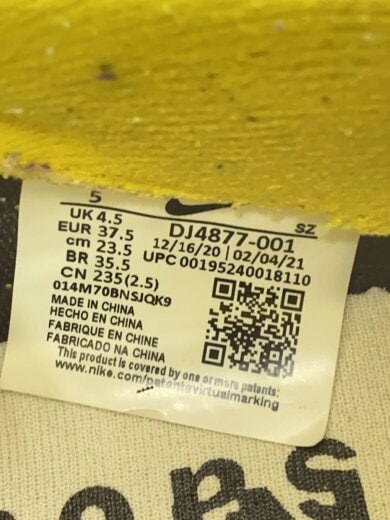 5 SZ
UK 4.5 DJ4877-001
EUR 37.5 12/16/20 | 02/04/21
cm 23.5 UPC 00195240018110
BR 35.5
CN 235(2.5)
014M70BNSJQK9
MADE IN CHINA
HECHO EN CHINA
FABRIQUE EN CHINE
FABRICADO NA CHINA
This product is covered by one or more patents:
www.nike.com/patentsvirtualmarking